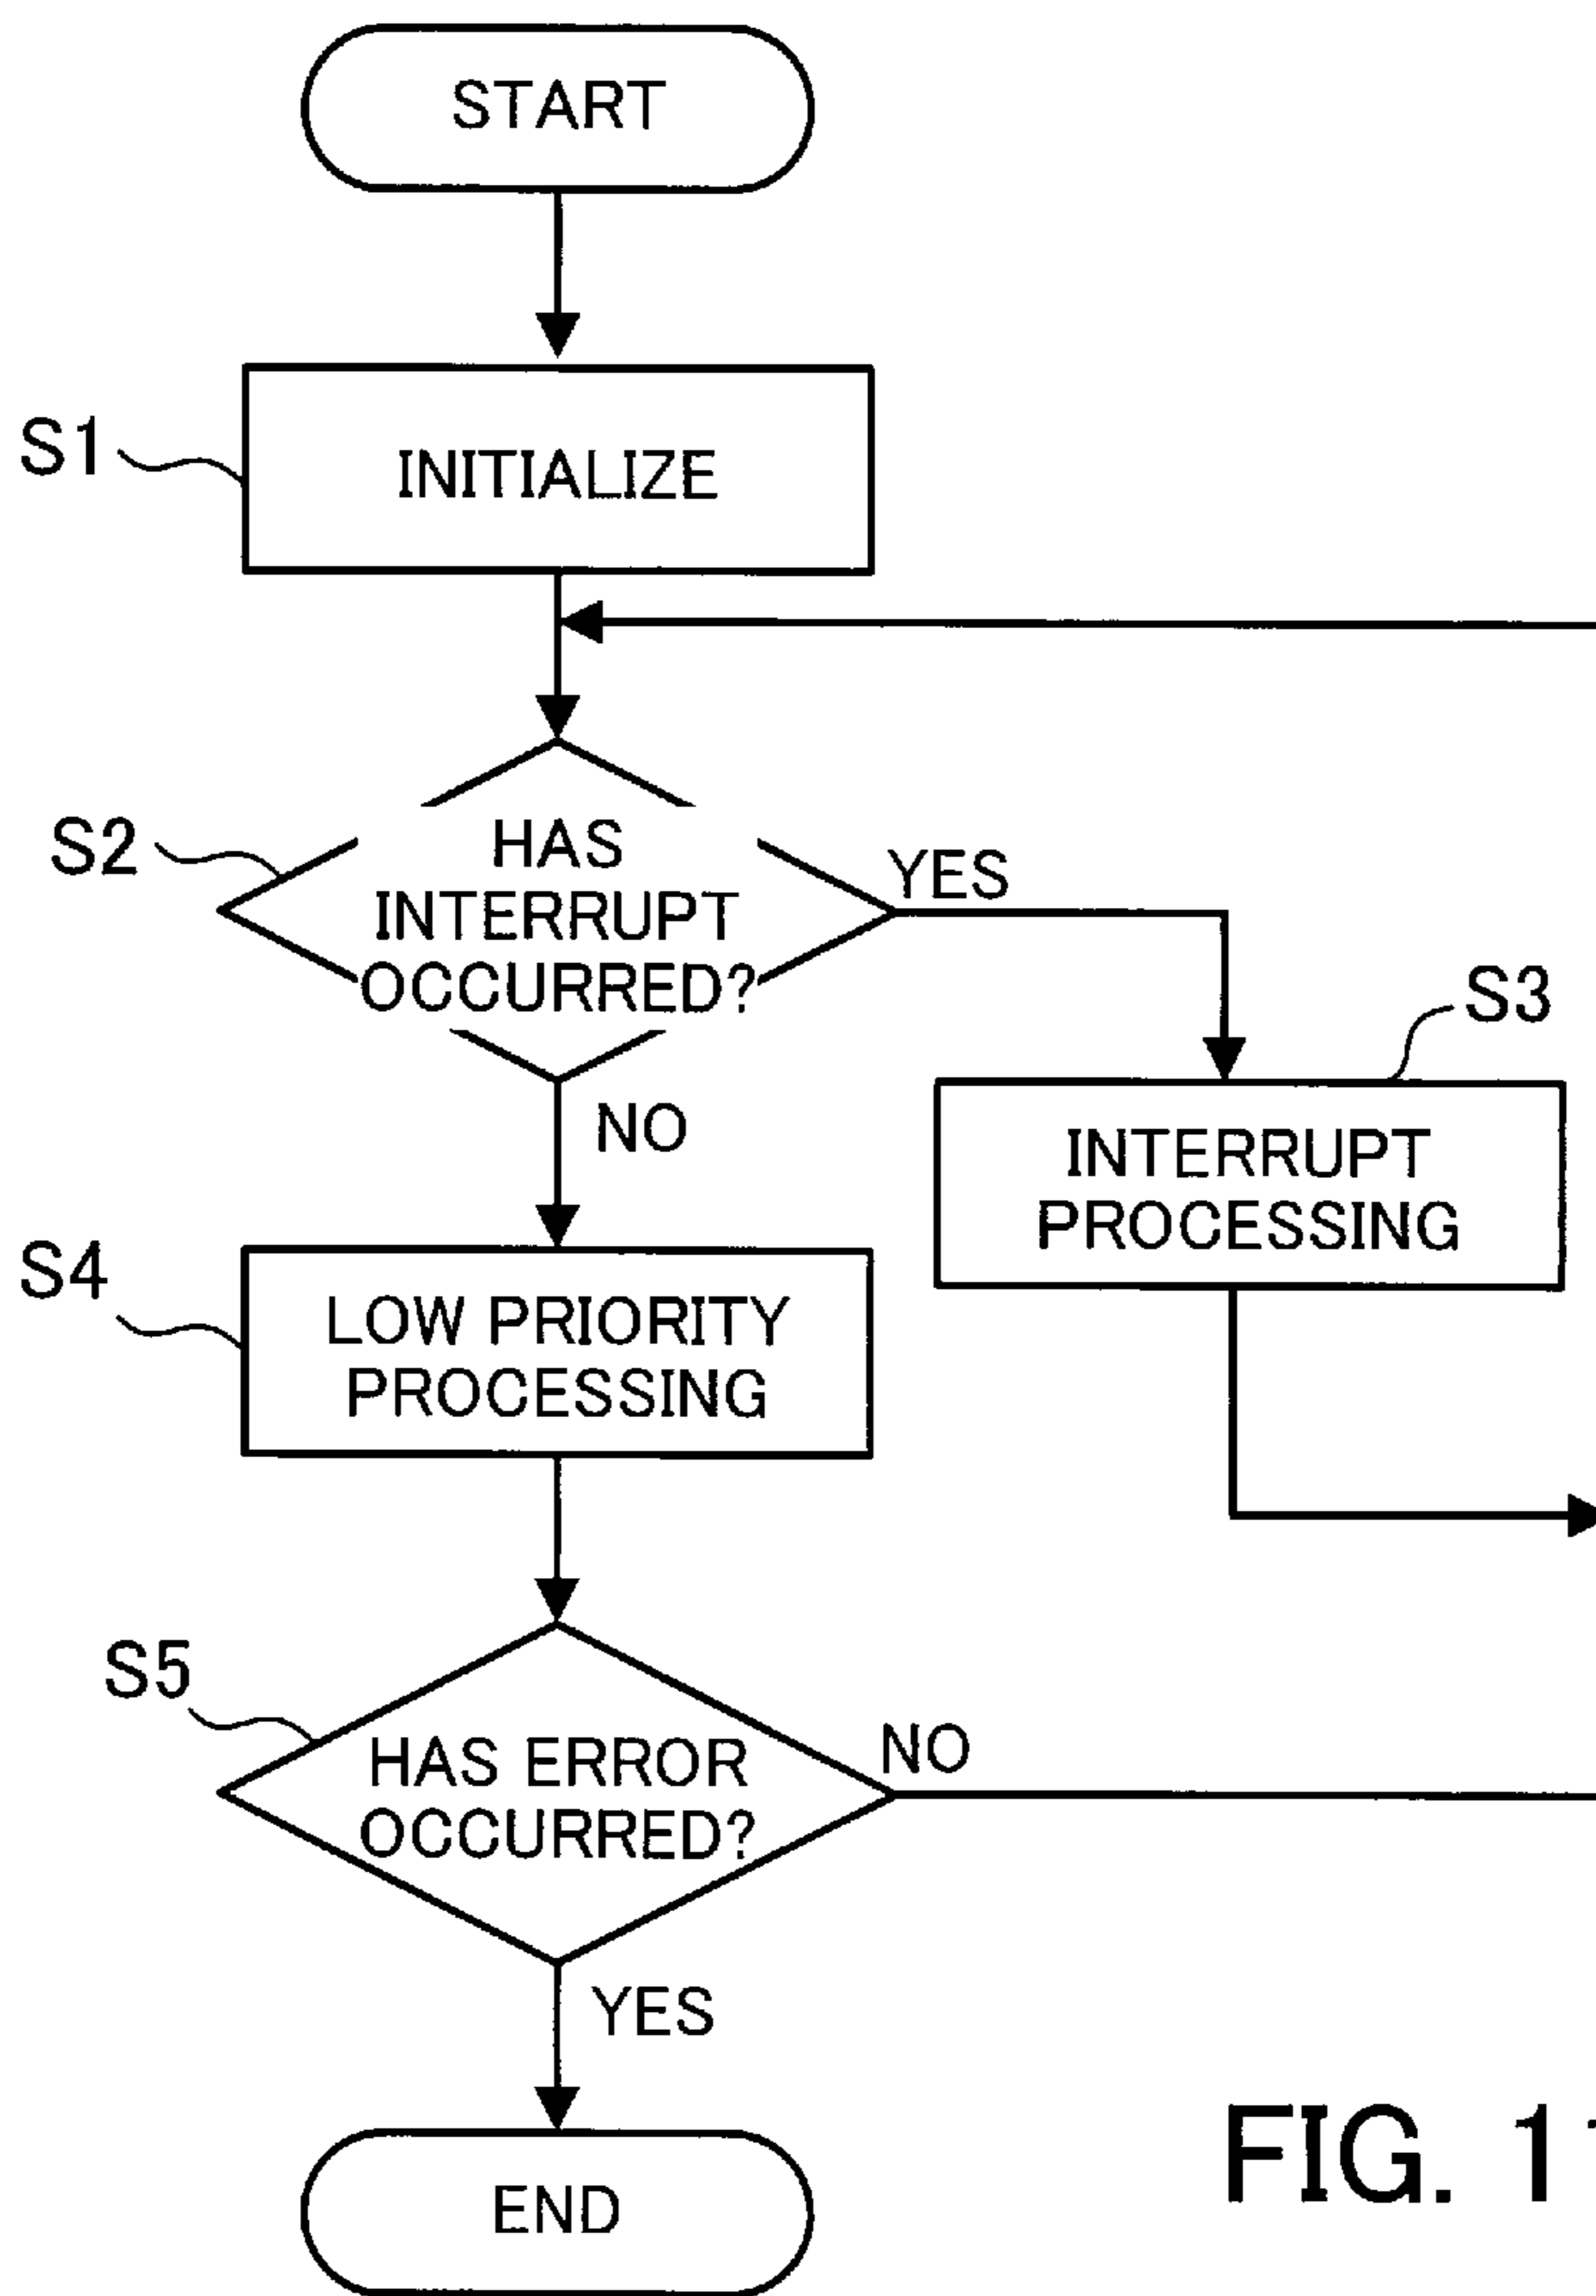 START
S1
INITIALIZE
S2
HAS
INTERRUPT
OCCURRED?
YES
NO
S3
INTERRUPT
PROCESSING
S4
LOW PRIORITY
PROCESSING
S5
HAS ERROR
OCCURRED?
NO
YES
END
FIG.